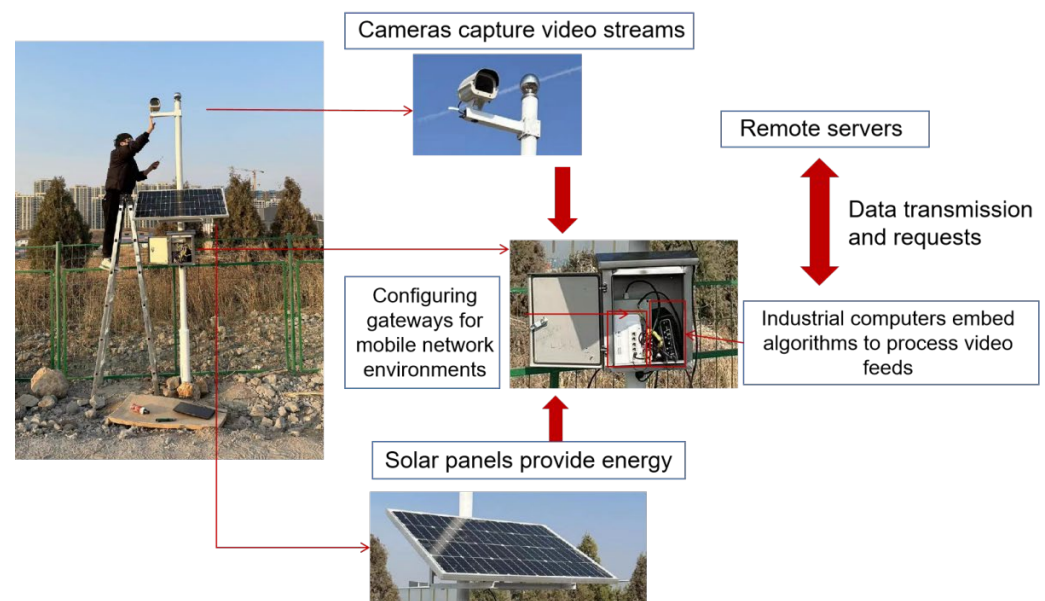 Cameras capture video streams
Remote servers
Data transmission
and requests
Configuring
gateways for
mobile network
environments
Industrial computers embed
algorithms to process video
feeds
Solar panels provide energy